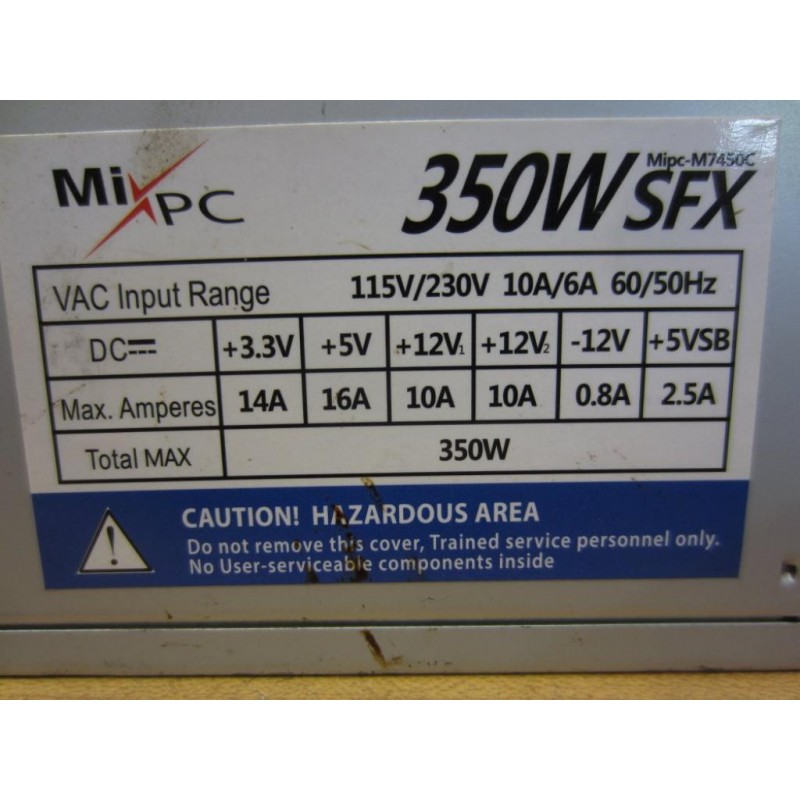 MiXPC
350W SFX
Mipc-M7450C
VAC Input Range 115V/230V 10A/6A 60/50Hz
DC +3.3V +5V +12V1 +12V2 -12V +5VSB
Max. Amperes 14A 16A 10A 10A 0.8A 2.5A
Total MAX 350W
CAUTION! HAZARDOUS AREA
Do not remove this cover, Trained service personnel only.
No User-serviceable components inside